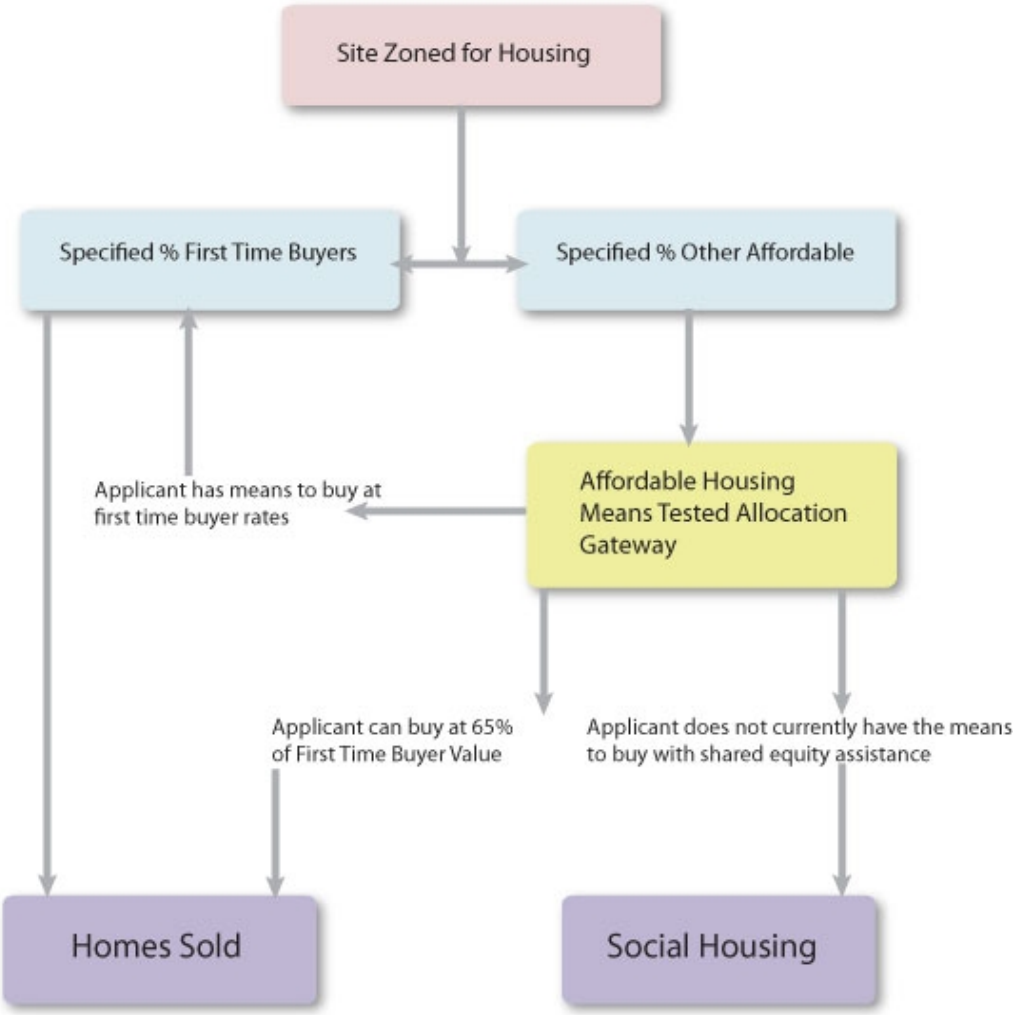 Site Zoned for Housing
Specified % First Time Buyers
Specified % Other Affordable
Applicant has means to buy at
first time buyer rates
Affordable Housing
Means Tested Allocation
Gateway
Applicant can buy at 65%
of First Time Buyer Value
Applicant does not currently have the means
to buy with shared equity assistance
Homes Sold
Social Housing